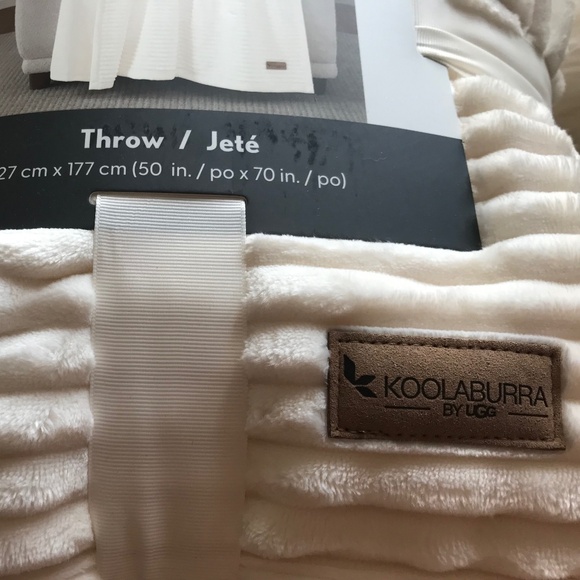 Throw / Jeté
27 cm x 177 cm (50 in. / po x 70 in. / po)
KOOLABURRA
BY UGG